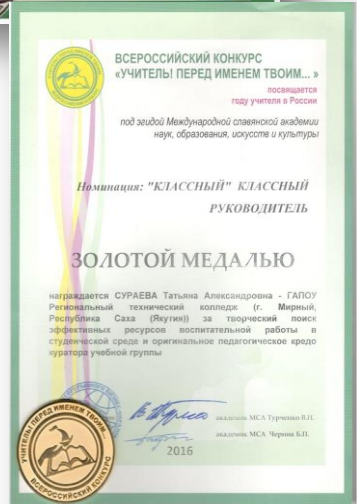 ВСЕРОССИЙСКИЙ КОНКУРС
«УЧИТЕЛЬ! ПЕРЕД ИМЕНЕМ ТВОИМ... »
посвящается
году учителя в России
под эгидой Международной славянской академии
наук, образования, искусств и культуры
Номинация: "КЛАССНЫЙ" КЛАССНЫЙ
РУКОВОДИТЕЛЬ
ЗОЛОТОЙ МЕДАЛЬЮ
награждается СУРАЕВА Татьяна Александровна - ГАПОУ
Региональный технический колледж (г. Мирный,
Республика Саха (Якутия)) за творческий поиск
эффективных ресурсов воспитательной работы в
студенческой среде и оригинальное педагогическое кредо
куратора учебной группы
академик МСА Турченко В.П.
академик МСА Черник Б.П.
2016
УЧИТЕЛЬ! ПЕРЕД ИМЕНЕМ ТВОИМ...
ВСЕРОССИЙСКИЙ КОНКУРС